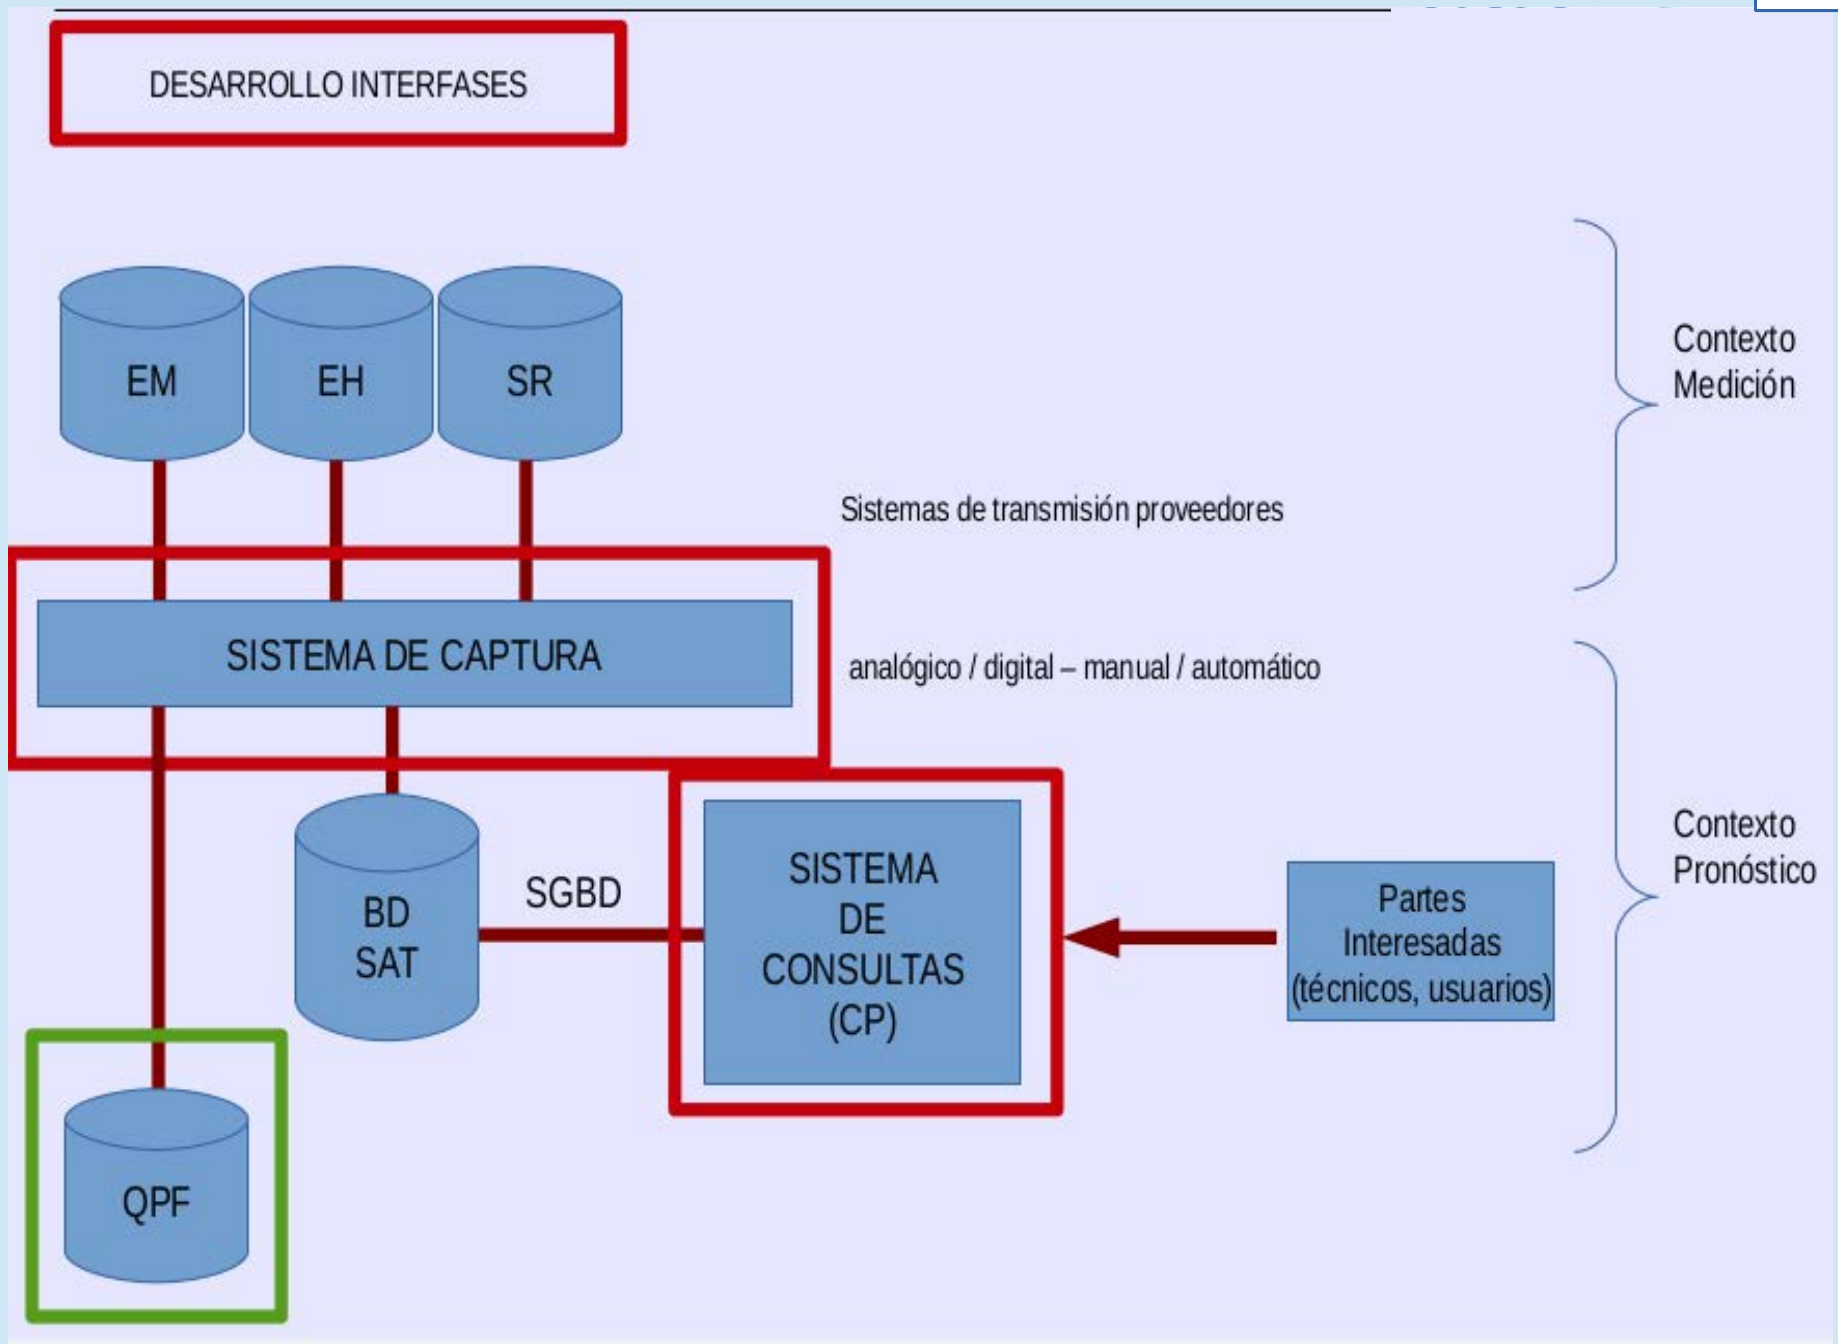 DESARROLLO INTERFASES
EM
EH
SR
Contexto
Medición
Sistemas de transmisión proveedores
SISTEMA DE CAPTURA
analógico / digital – manual / automático
BD
SAT
SGBD
SISTEMA
DE
CONSULTAS
(CP)
Partes
Interesadas
(técnicos, usuarios)
Contexto
Pronóstico
QPF